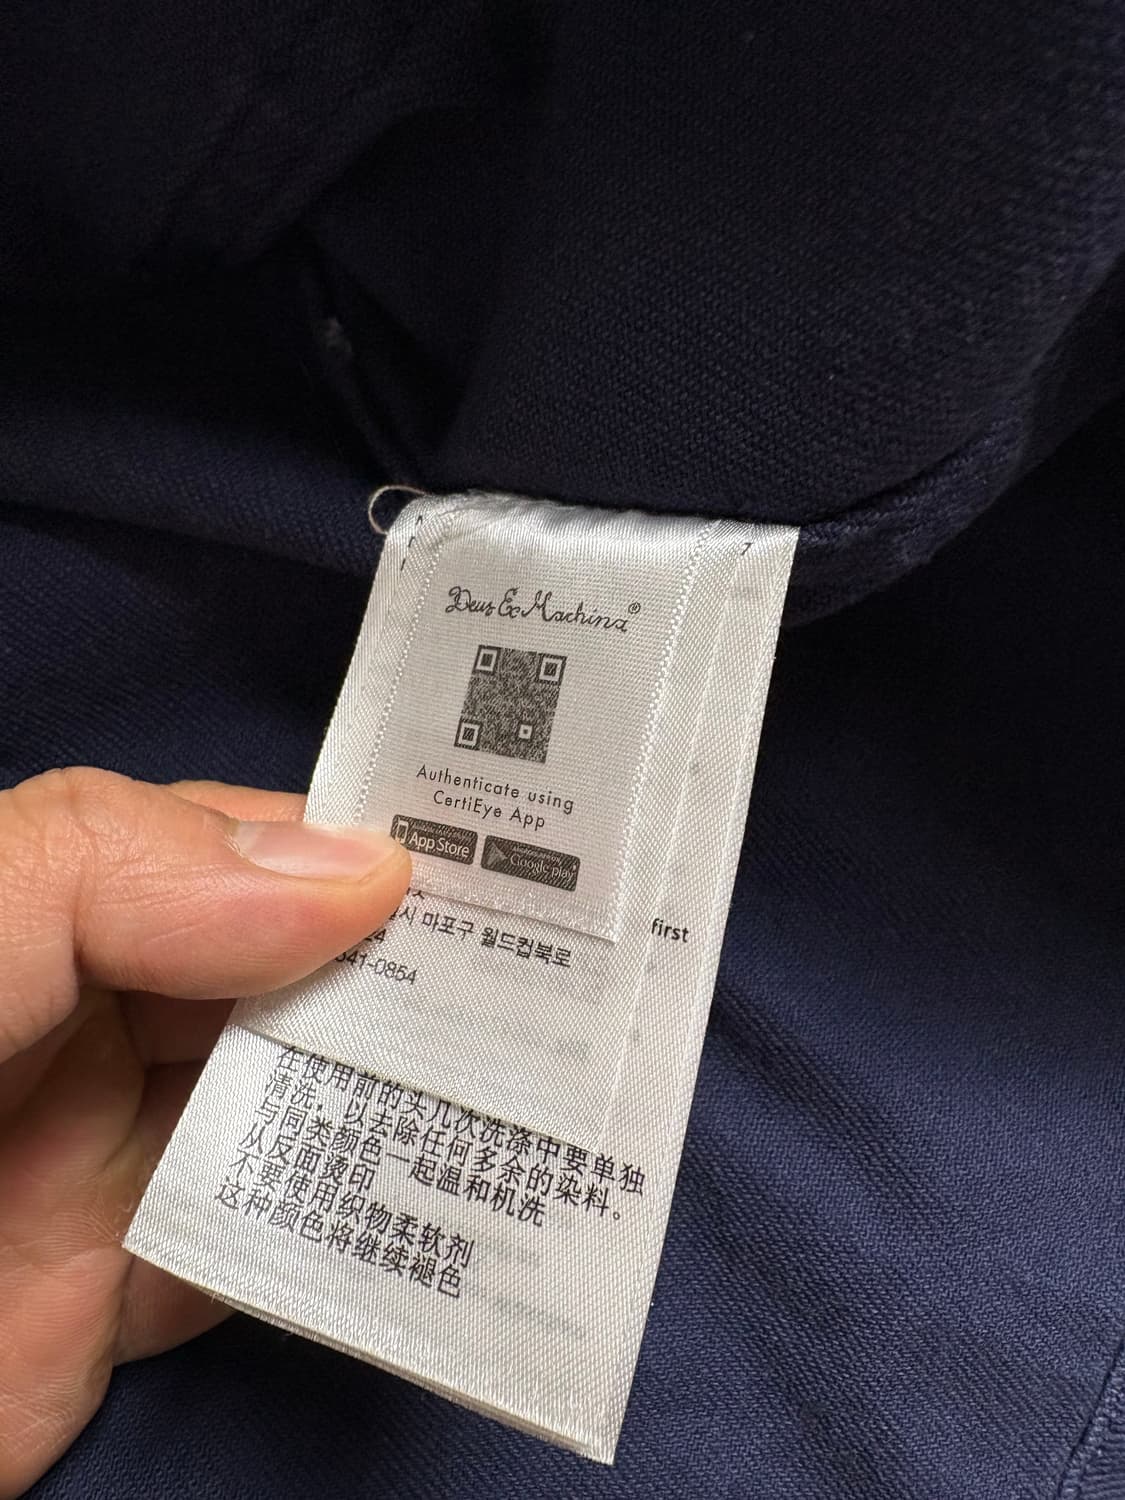 Deus Ex Machina®
Authenticate using
CertiEye App
App Store
Google play
시 마포구 월드컵북로
24
541-0854
first
在使用前的头几次洗涤中要单独
清洗，以去除任何多余的染料。
与同类颜色一起温和机洗
从反面烫印
不要使用织物柔软剂
这种颜色将继续褪色